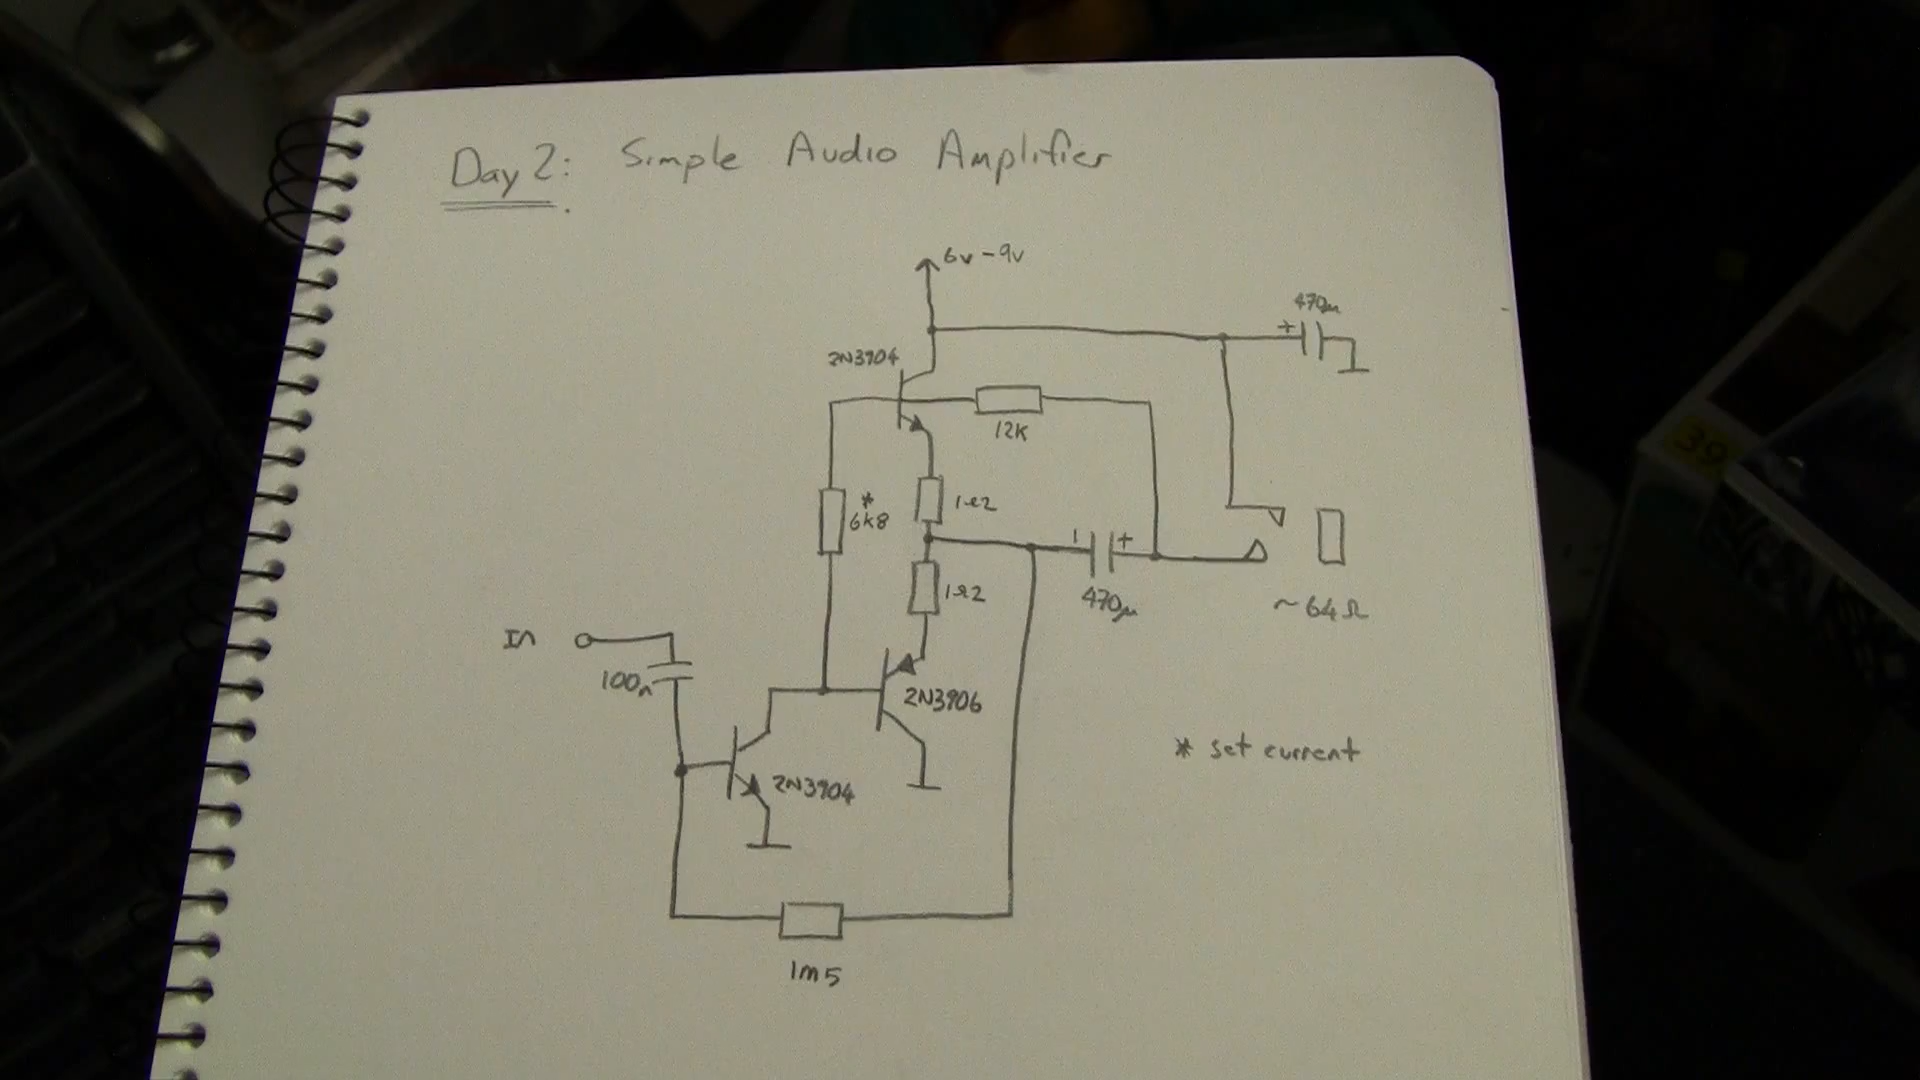 Day 2: Simple Audio Amplifier
6v - 9v
470µ
+
2N3904
12K
*
6k8
1Ω2
1Ω2
- +
470µ
~64Ω
In
100n
2N3906
2N3904
* set current
1m5
39